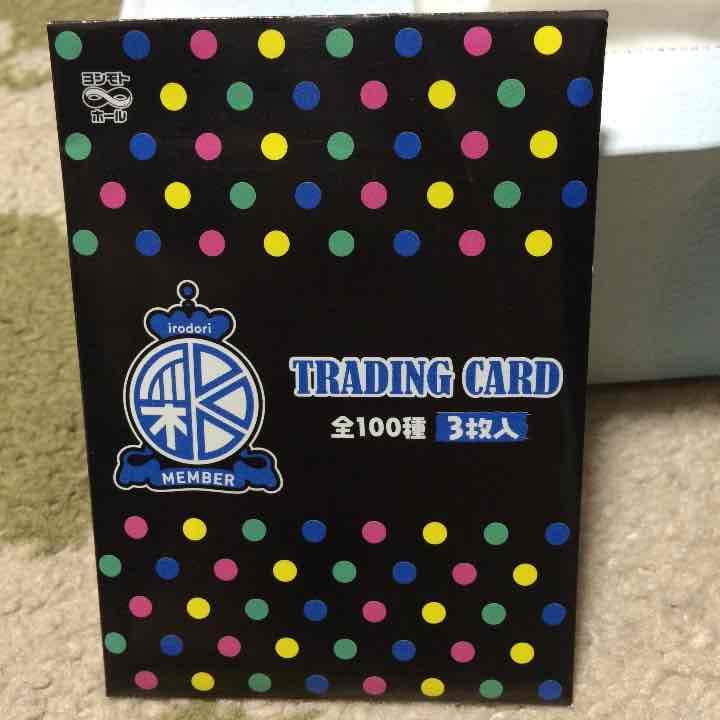 ヨシモト
∞
ホール
irodori
彩
MEMBER
TRADING CARD
全100種 3枚入